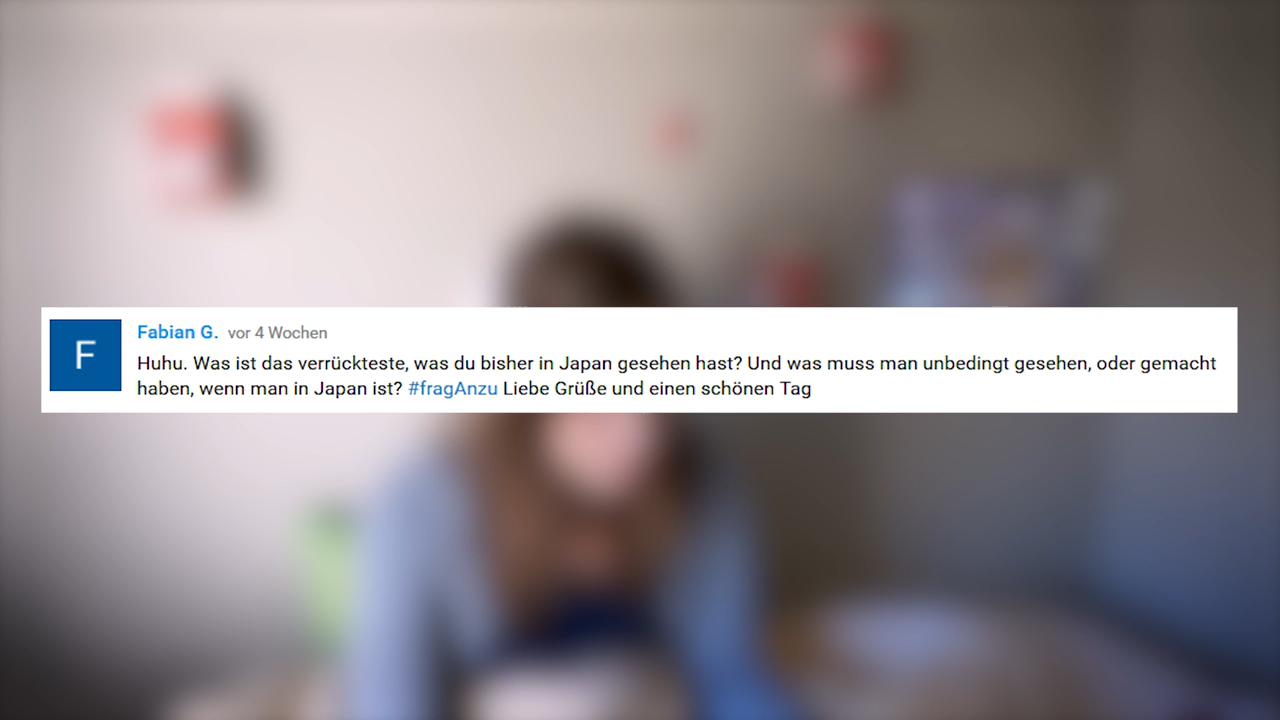 F
Fabian G. vor 4 Wochen
Huhu. Was ist das verrückteste, was du bisher in Japan gesehen hast? Und was muss man unbedingt gesehen, oder gemacht
haben, wenn man in Japan ist? #fragAnzu Liebe Grüße und einen schönen Tag